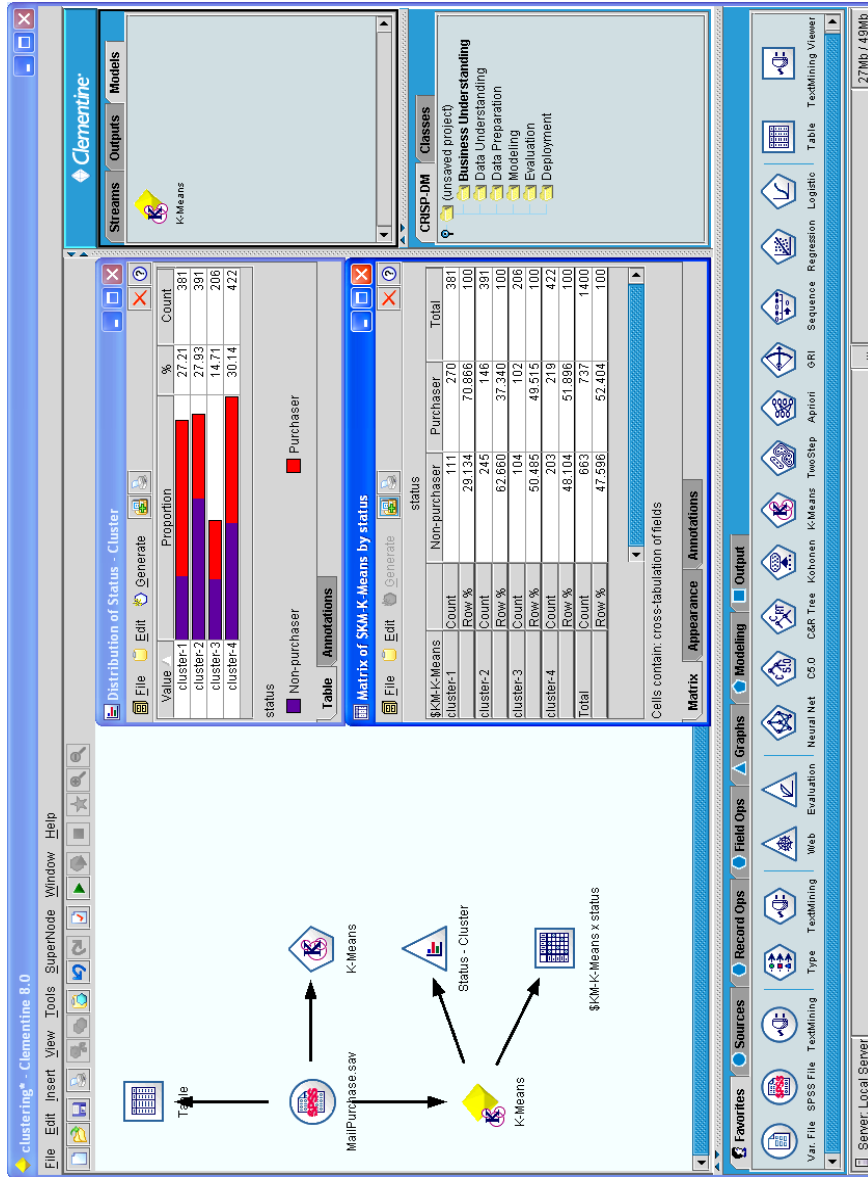 clustering* - Clementine 8.0
File Edit Insert View Tools SuperNode Window Help
Table
MailPurchase.sav
K-Means
Status - Cluster
K-Means
$KM-K-Means x status
Distribution of Status - Cluster
File Edit Generate
Value Proportion % Count
cluster-1 27.21 381
cluster-2 27.93 391
cluster-3 14.71 206
cluster-4 30.14 422
status
Non-purchaser Purchaser
Table Annotations
Matrix of $KM-K-Means by status
File Edit Generate
status
$KM-K-Means Non-purchaser Purchaser Total
cluster-1 Count 111 270 381
Row % 29.134 70.866 100
cluster-2 Count 245 146 391
Row % 62.660 37.340 100
cluster-3 Count 104 102 206
Row % 50.485 49.515 100
cluster-4 Count 203 219 422
Row % 48.104 51.896 100
Total Count 663 737 1400
Row % 47.596 52.404 100
Cells contain: cross-tabulation of fields
Matrix Appearance Annotations
Clementine
Streams Outputs Models
K-Means
CRISP-DM Classes
(unsaved project)
Business Understanding
Data Understanding
Data Preparation
Modeling
Evaluation
Deployment
Favorites Sources Record Ops Field Ops Graphs Modeling Output
Var. File SPSS File TextMining Type TextMining Web Evaluation Neural Net C5.0 C&R Tree Kohonen K-Means TwoStep Apriori GRI Sequence Regression Logistic Table TextMining Viewer
Server: Local Server 27Mb / 49Mb